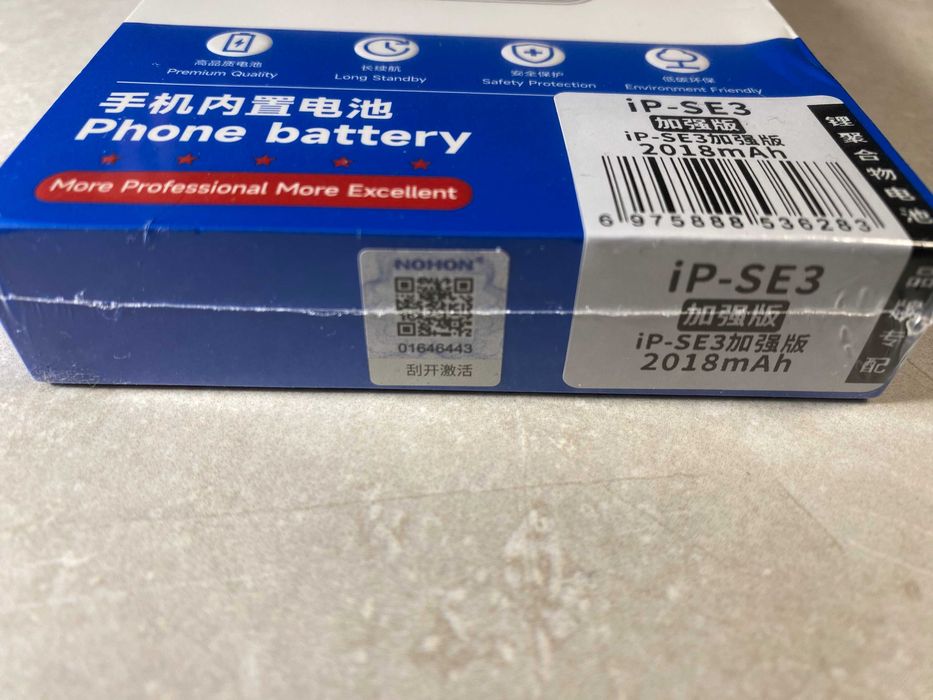 高品质电池
Premium Quality
长续航
Long Standby
安全保护
Safety Protection
低碳环保
Environment Friendly
手机内置电池
Phone battery
More Professional More Excellent
iP-SE3
加强版
iP-SE3加强版
2018mAh
6 975888 536283
锂聚合物电池
品牌专配
NOHON®
01646443
刮开激活
iP-SE3
加强版
iP-SE3加强版
2018mAh